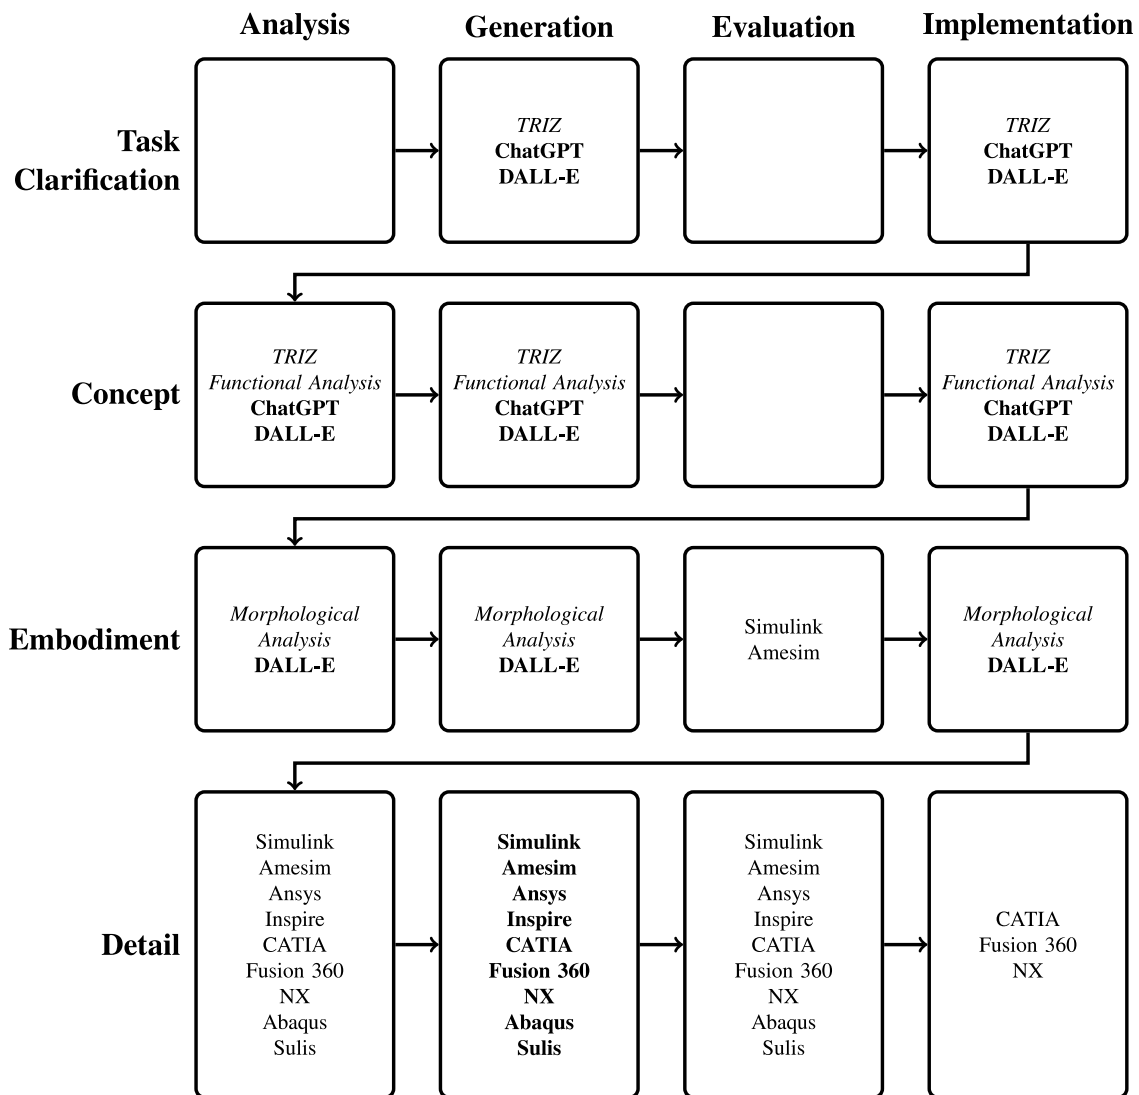 Analysis
Generation
Evaluation
Implementation
Task
Clarification
TRIZ
ChatGPT
DALL-E
TRIZ
ChatGPT
DALL-E
Concept
TRIZ
Functional Analysis
ChatGPT
DALL-E
TRIZ
Functional Analysis
ChatGPT
DALL-E
TRIZ
Functional Analysis
ChatGPT
DALL-E
Embodiment
Morphological
Analysis
DALL-E
Morphological
Analysis
DALL-E
Simulink
Amesim
Morphological
Analysis
DALL-E
Detail
Simulink
Amesim
Ansys
Inspire
CATIA
Fusion 360
NX
Abaqus
Sulis
Simulink
Amesim
Ansys
Inspire
CATIA
Fusion 360
NX
Abaqus
Sulis
Simulink
Amesim
Ansys
Inspire
CATIA
Fusion 360
NX
Abaqus
Sulis
CATIA
Fusion 360
NX